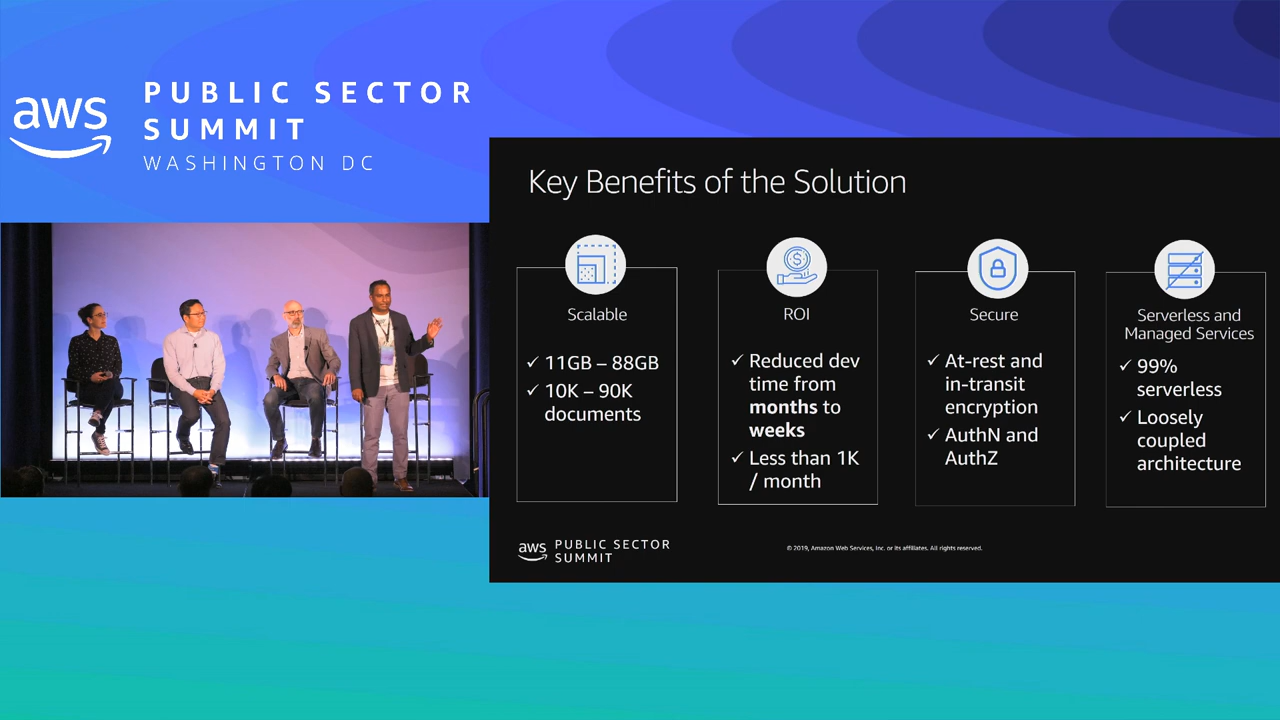 aws
PUBLIC SECTOR
SUMMIT
WASHINGTON DC
Key Benefits of the Solution
Scalable
✓ 11GB – 88GB
✓ 10K – 90K
documents
ROI
✓ Reduced dev
time from
months to
weeks
✓ Less than 1K
/ month
Secure
✓ At-rest and
in-transit
encryption
✓ AuthN and
AuthZ
Serverless and
Managed Services
✓ 99%
serverless
✓ Loosely
coupled
architecture
aws
PUBLIC SECTOR
SUMMIT
© 2019, Amazon Web Services, Inc. or its affiliates. All rights reserved.